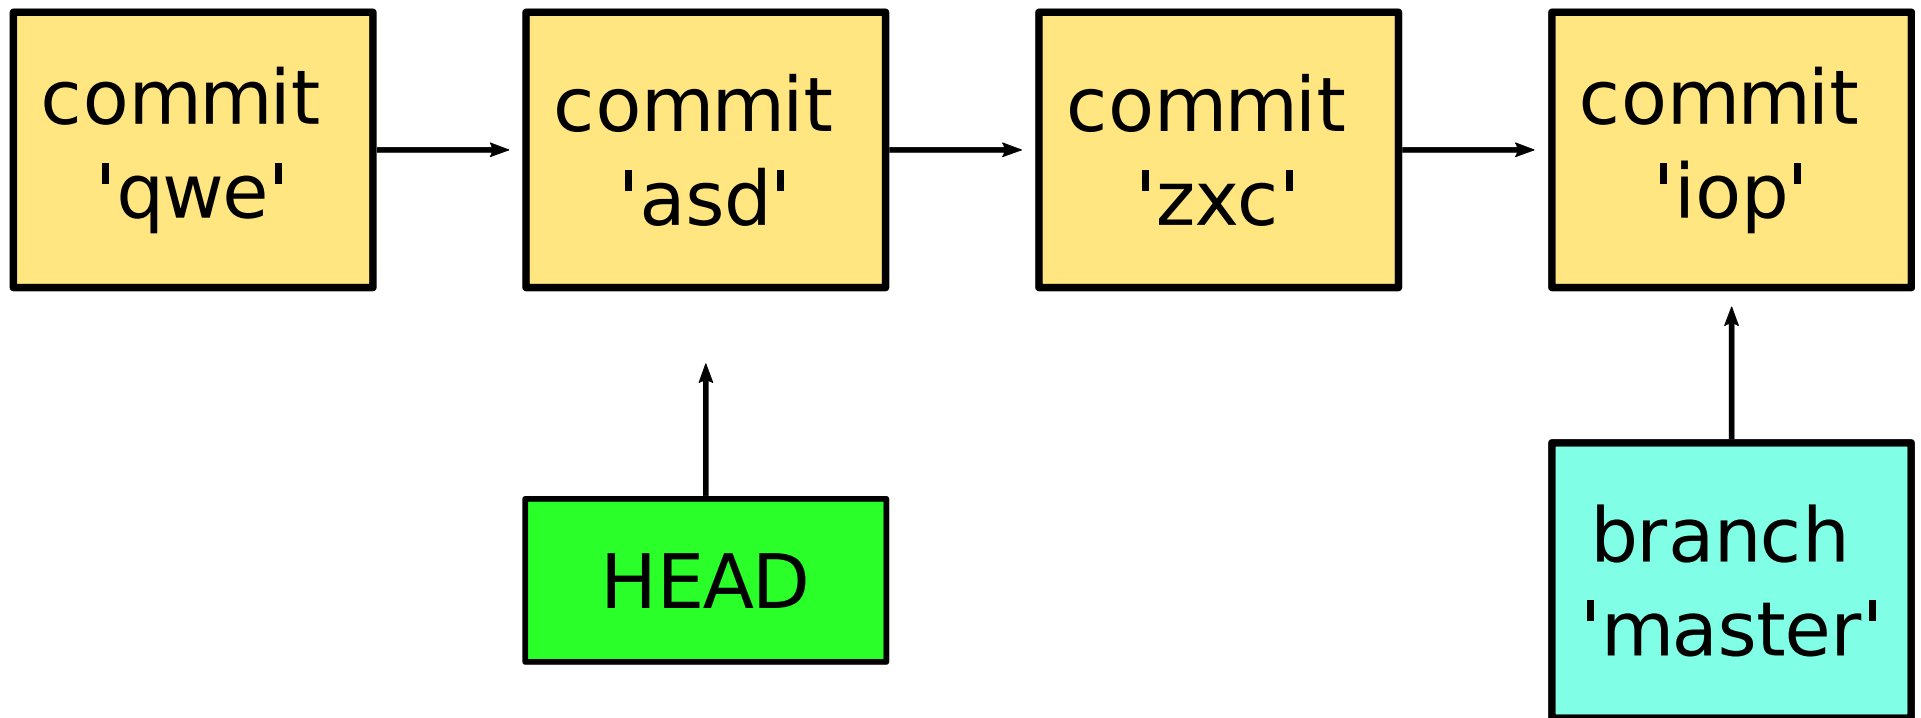 commit
'qwe'
commit
'asd'
commit
'zxc'
commit
'iop'
HEAD
branch
'master'